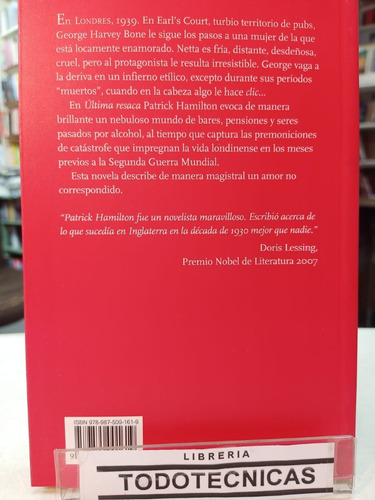 EN LONDRES, 1939. En Earl's Court, turbio territorio de pubs,
George Harvey Bone le sigue los pasos a una mujer de la que
está locamente enamorado. Netta es fría, distante, desdeñosa,
cruel, pero al protagonista le resulta irresistible. George vaga a
la deriva en un infierno etílico, excepto durante sus períodos
"muertos", cuando en la cabeza algo le hace clic...
En Última resaca Patrick Hamilton evoca de manera
brillante un nebuloso mundo de bares, pensiones y seres
pasados por alcohol, al tiempo que captura las premoniciones
de catástrofe que impregnan la vida londinense en los meses
previos a la Segunda Guerra Mundial.
Esta novela describe de manera magistral un amor no
correspondido.
"Patrick Hamilton fue un novelista maravilloso. Escribió acerca de
lo que sucedía en Inglaterra en la década de 1930 mejor que nadie."
Doris Lessing,
Premio Nobel de Literatura 2007
ISBN 978-987-509-161-9
LIBRERIA
TODOTECNICAS